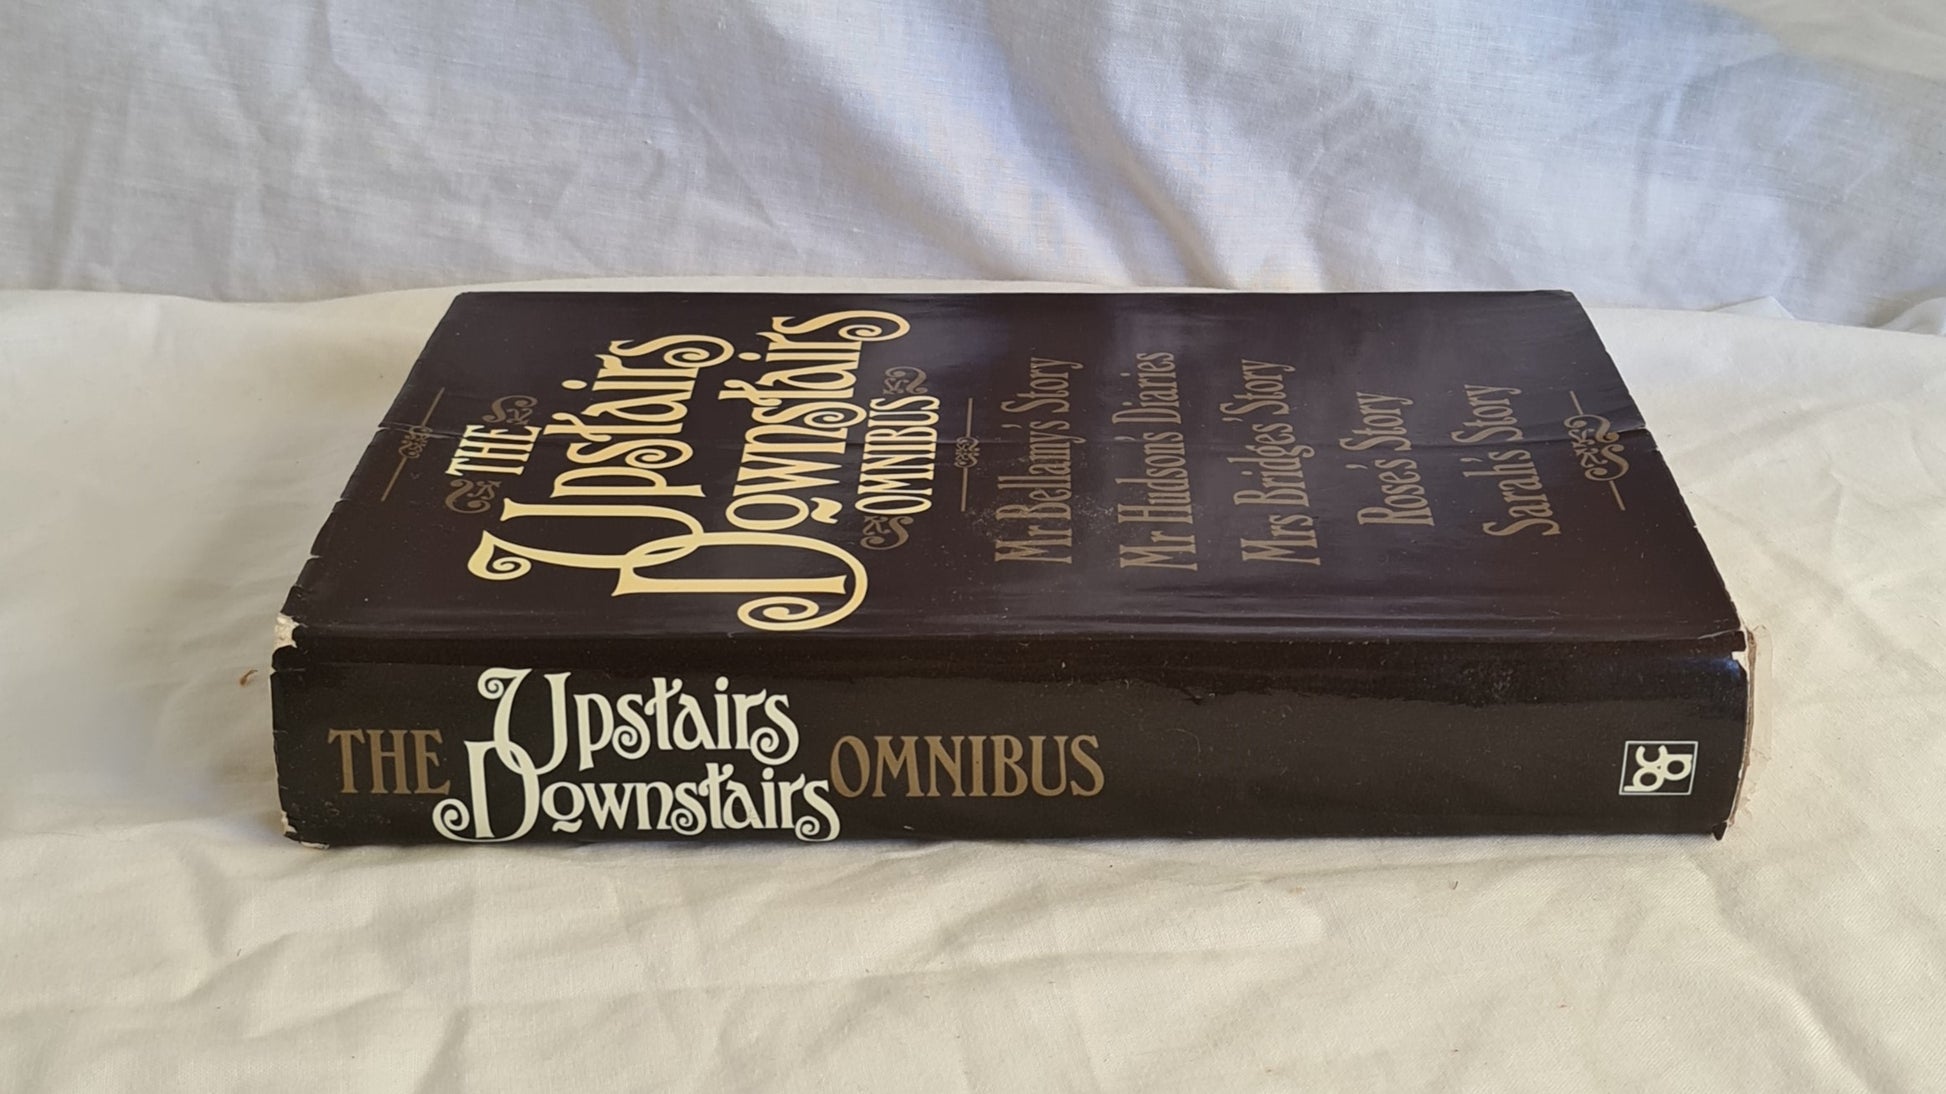 THE
Upstairs
Downstairs
OMNIBUS
Mr Bellamy's Story
Mr Hudson's Diaries
Mrs Bridges' Story
Rose's Story
Sarah's Story
THE Upstairs Downstairs OMNIBUS
bca